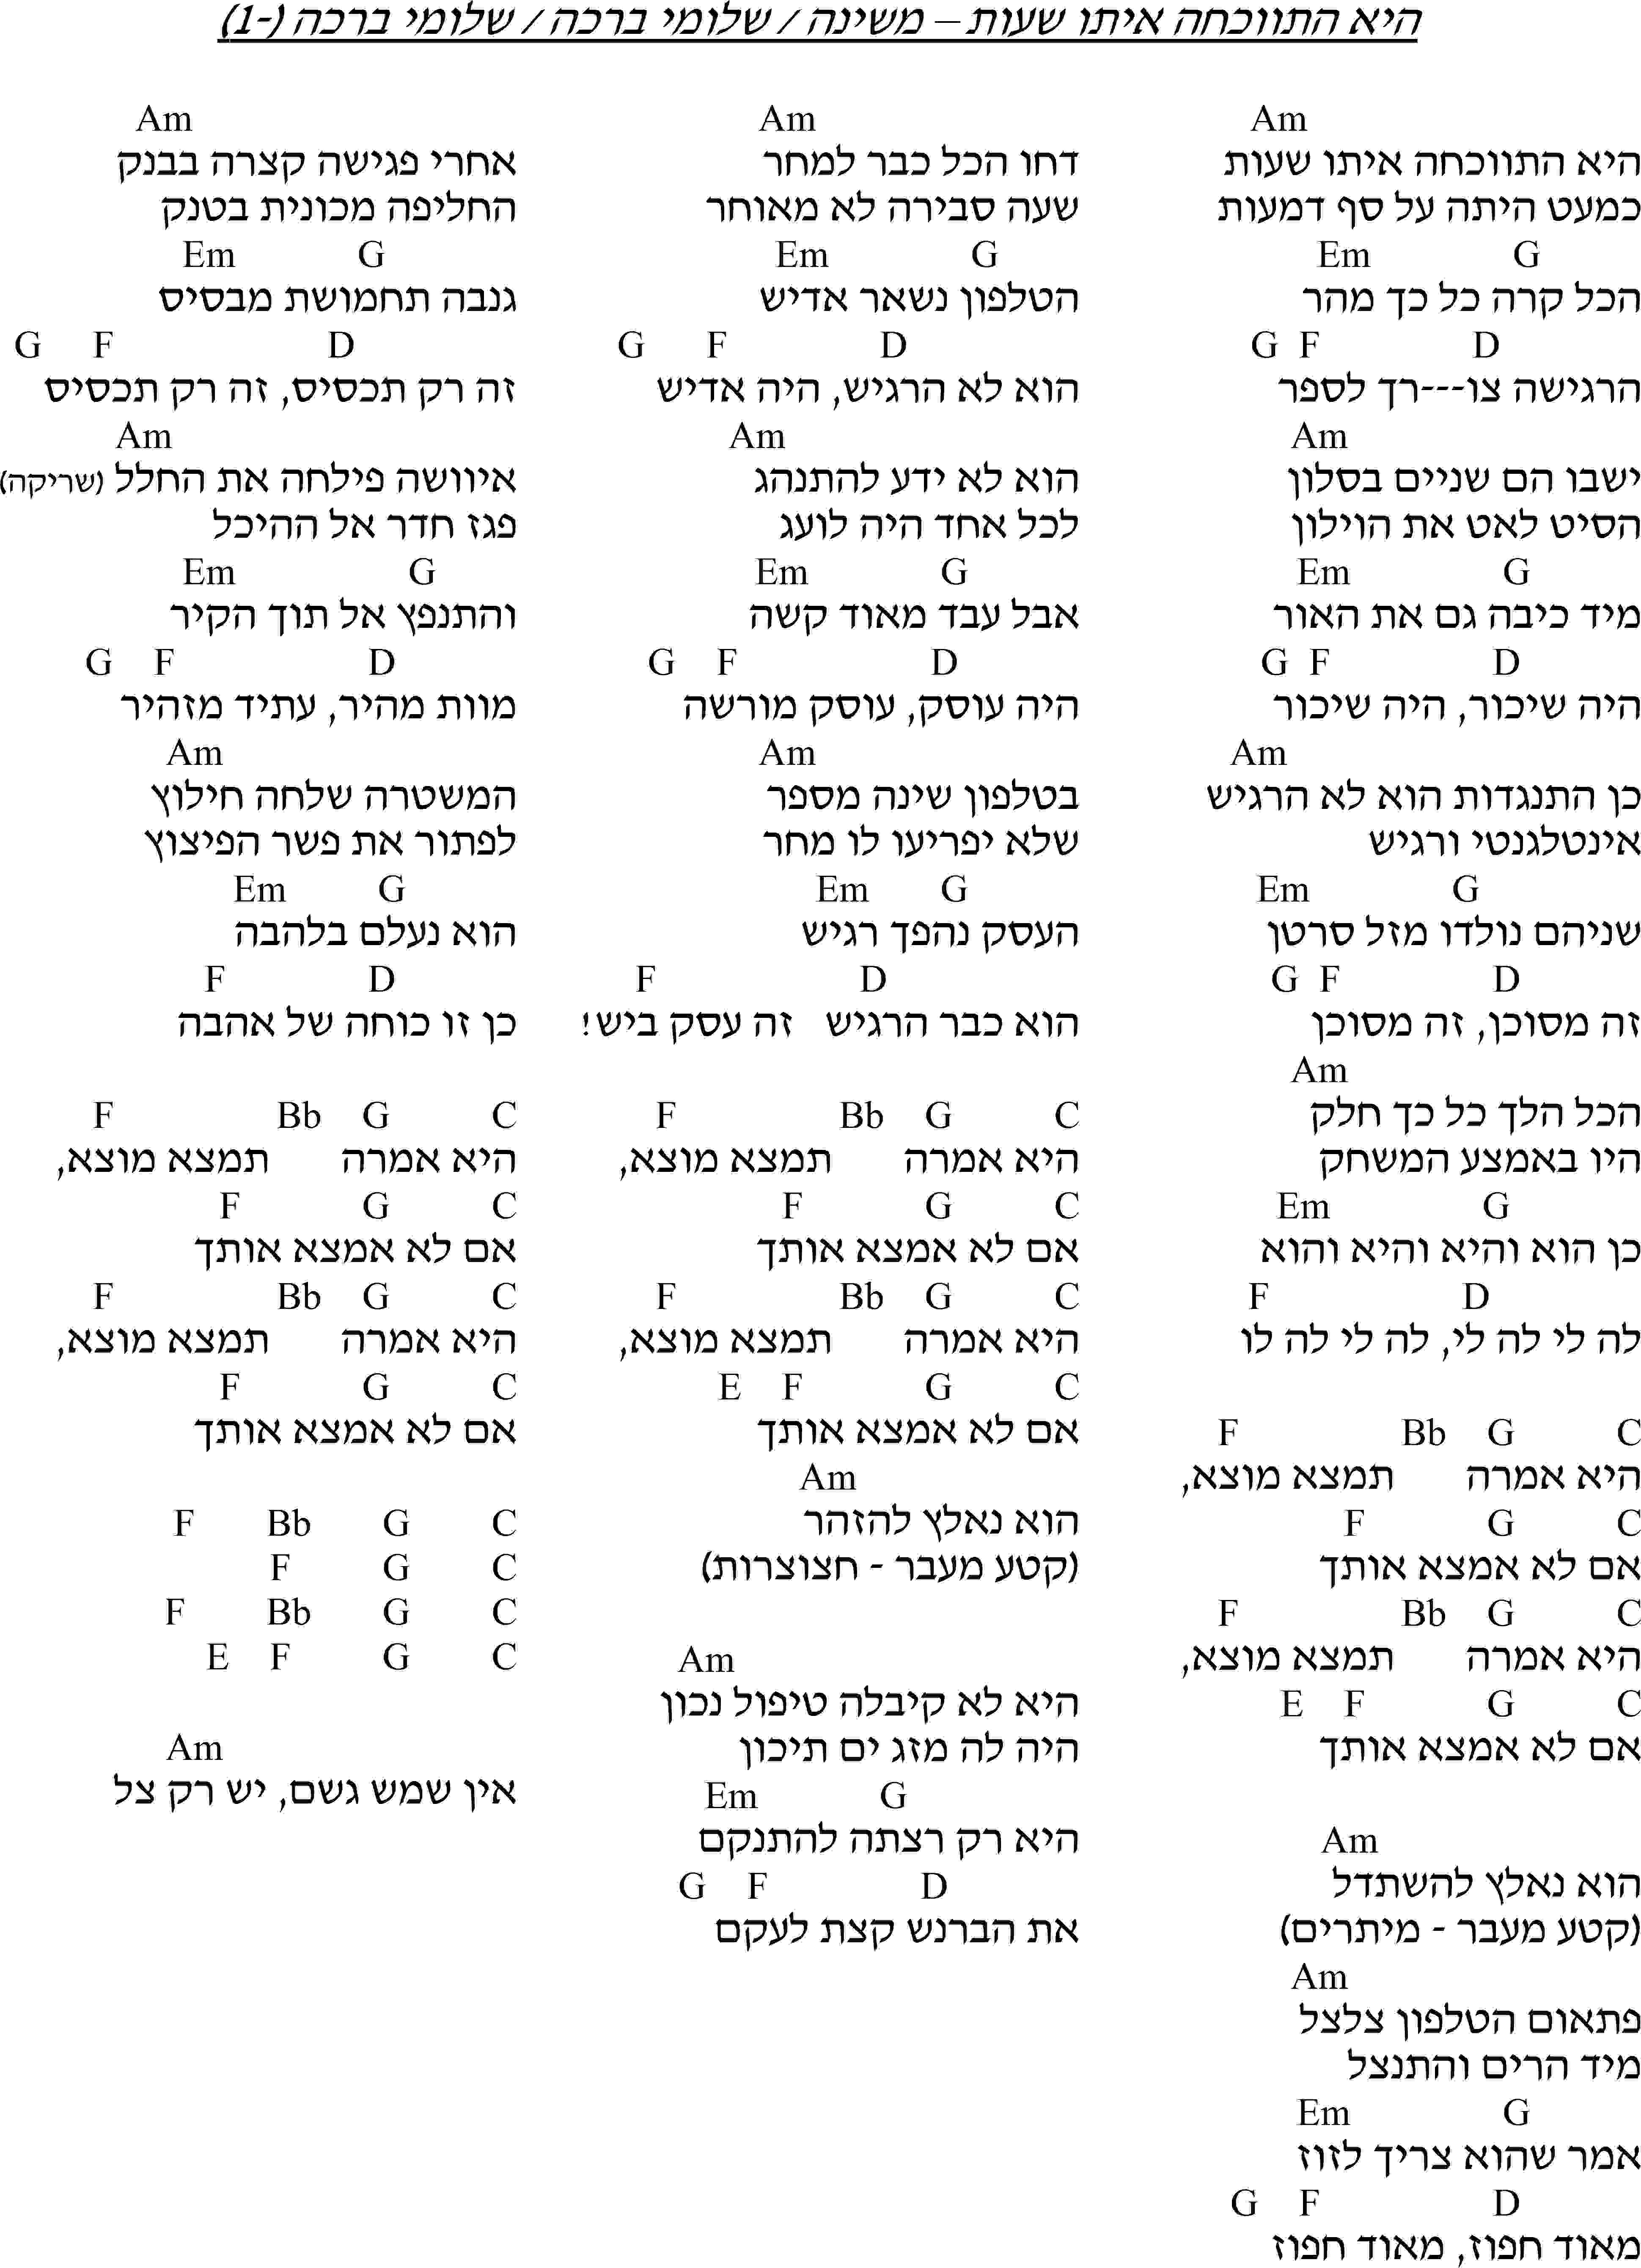 היא התווכחה איתו שעות – משינה / שלומי ברכה / שלומי ברכה (-1)
Am
היא התווכחה איתו שעות
כמעט היתה על סף דמעות
Em G
הכל קרה כל כך מהר
G F D
הרגישה צו---רך לספר
Am
ישבו הם שניים בסלון
הסיט לאט את הוילון
Em G
מיד כיבה גם את האור
G F D
היה שיכור, היה שיכור
Am
כן התנגדות הוא לא הרגיש
אינטלגנטי ורגיש
Em G
שניהם נולדו מזל סרטן
G F D
זה מסוכן, זה מסוכן
Am
הכל הלך כל כך חלק
היו באמצע המשחק
Em G
כן הוא והיא והיא והוא
F D
לה לי לה לי, לה לי לה לו
F Bb G C
היא אמרה תמצא מוצא,
F G C
אם לא אמצא אותך
F Bb G C
היא אמרה תמצא מוצא,
E F G C
אם לא אמצא אותך
Am
הוא נאלץ להשתדל
(קטע מעבר - מיתרים)
Am
פתאום הטלפון צלצל
מיד הרים והתנצל
Em G
אמר שהוא צריך לזוז
G F D
מאוד חפוז, מאוד חפוז
Am
דחו הכל כבר למחר
שעה סבירה לא מאוחר
Em G
הטלפון נשאר אדיש
G F D
הוא לא הרגיש, היה אדיש
Am
הוא לא ידע להתנהג
לכל אחד היה לועג
Em G
אבל עבד מאוד קשה
G F D
היה עוסק, עוסק מורשה
Am
בטלפון שינה מספר
שלא יפריעו לו מחר
Em G
העסק נהפך רגיש
F D
הוא כבר הרגיש זה עסק ביש!
F Bb G C
היא אמרה תמצא מוצא,
F G C
אם לא אמצא אותך
F Bb G C
היא אמרה תמצא מוצא,
E F G C
אם לא אמצא אותך
Am
הוא נאלץ להזהר
(קטע מעבר - חצוצרות)
Am
היא לא קיבלה טיפול נכון
היה לה מזג ים תיכון
Em G
היא רק רצתה להתנקם
G F D
את הברנש קצת לעקם
Am
אחרי פגישה קצרה בבנק
החליפה מכונית בטנק
Em G
גנבה תחמושת מבסיס
G F D
זה רק תכסיס, זה רק תכסיס
Am
איוושה פילחה את החלל (שריקה)
פגז חדר אל ההיכל
Em G
והתנפץ אל תוך הקיר
G F D
מוות מהיר, עתיד מזהיר
Am
המשטרה שלחה חילוץ
לפתור את פשר הפיצוץ
Em G
הוא נעלם בלהבה
F D
כן זו כוחה של אהבה
F Bb G C
היא אמרה תמצא מוצא,
F G C
אם לא אמצא אותך
F Bb G C
היא אמרה תמצא מוצא,
F G C
אם לא אמצא אותך
F Bb G C
F G C
F Bb G C
E F G C
Am
אין שמש גשם, יש רק צל